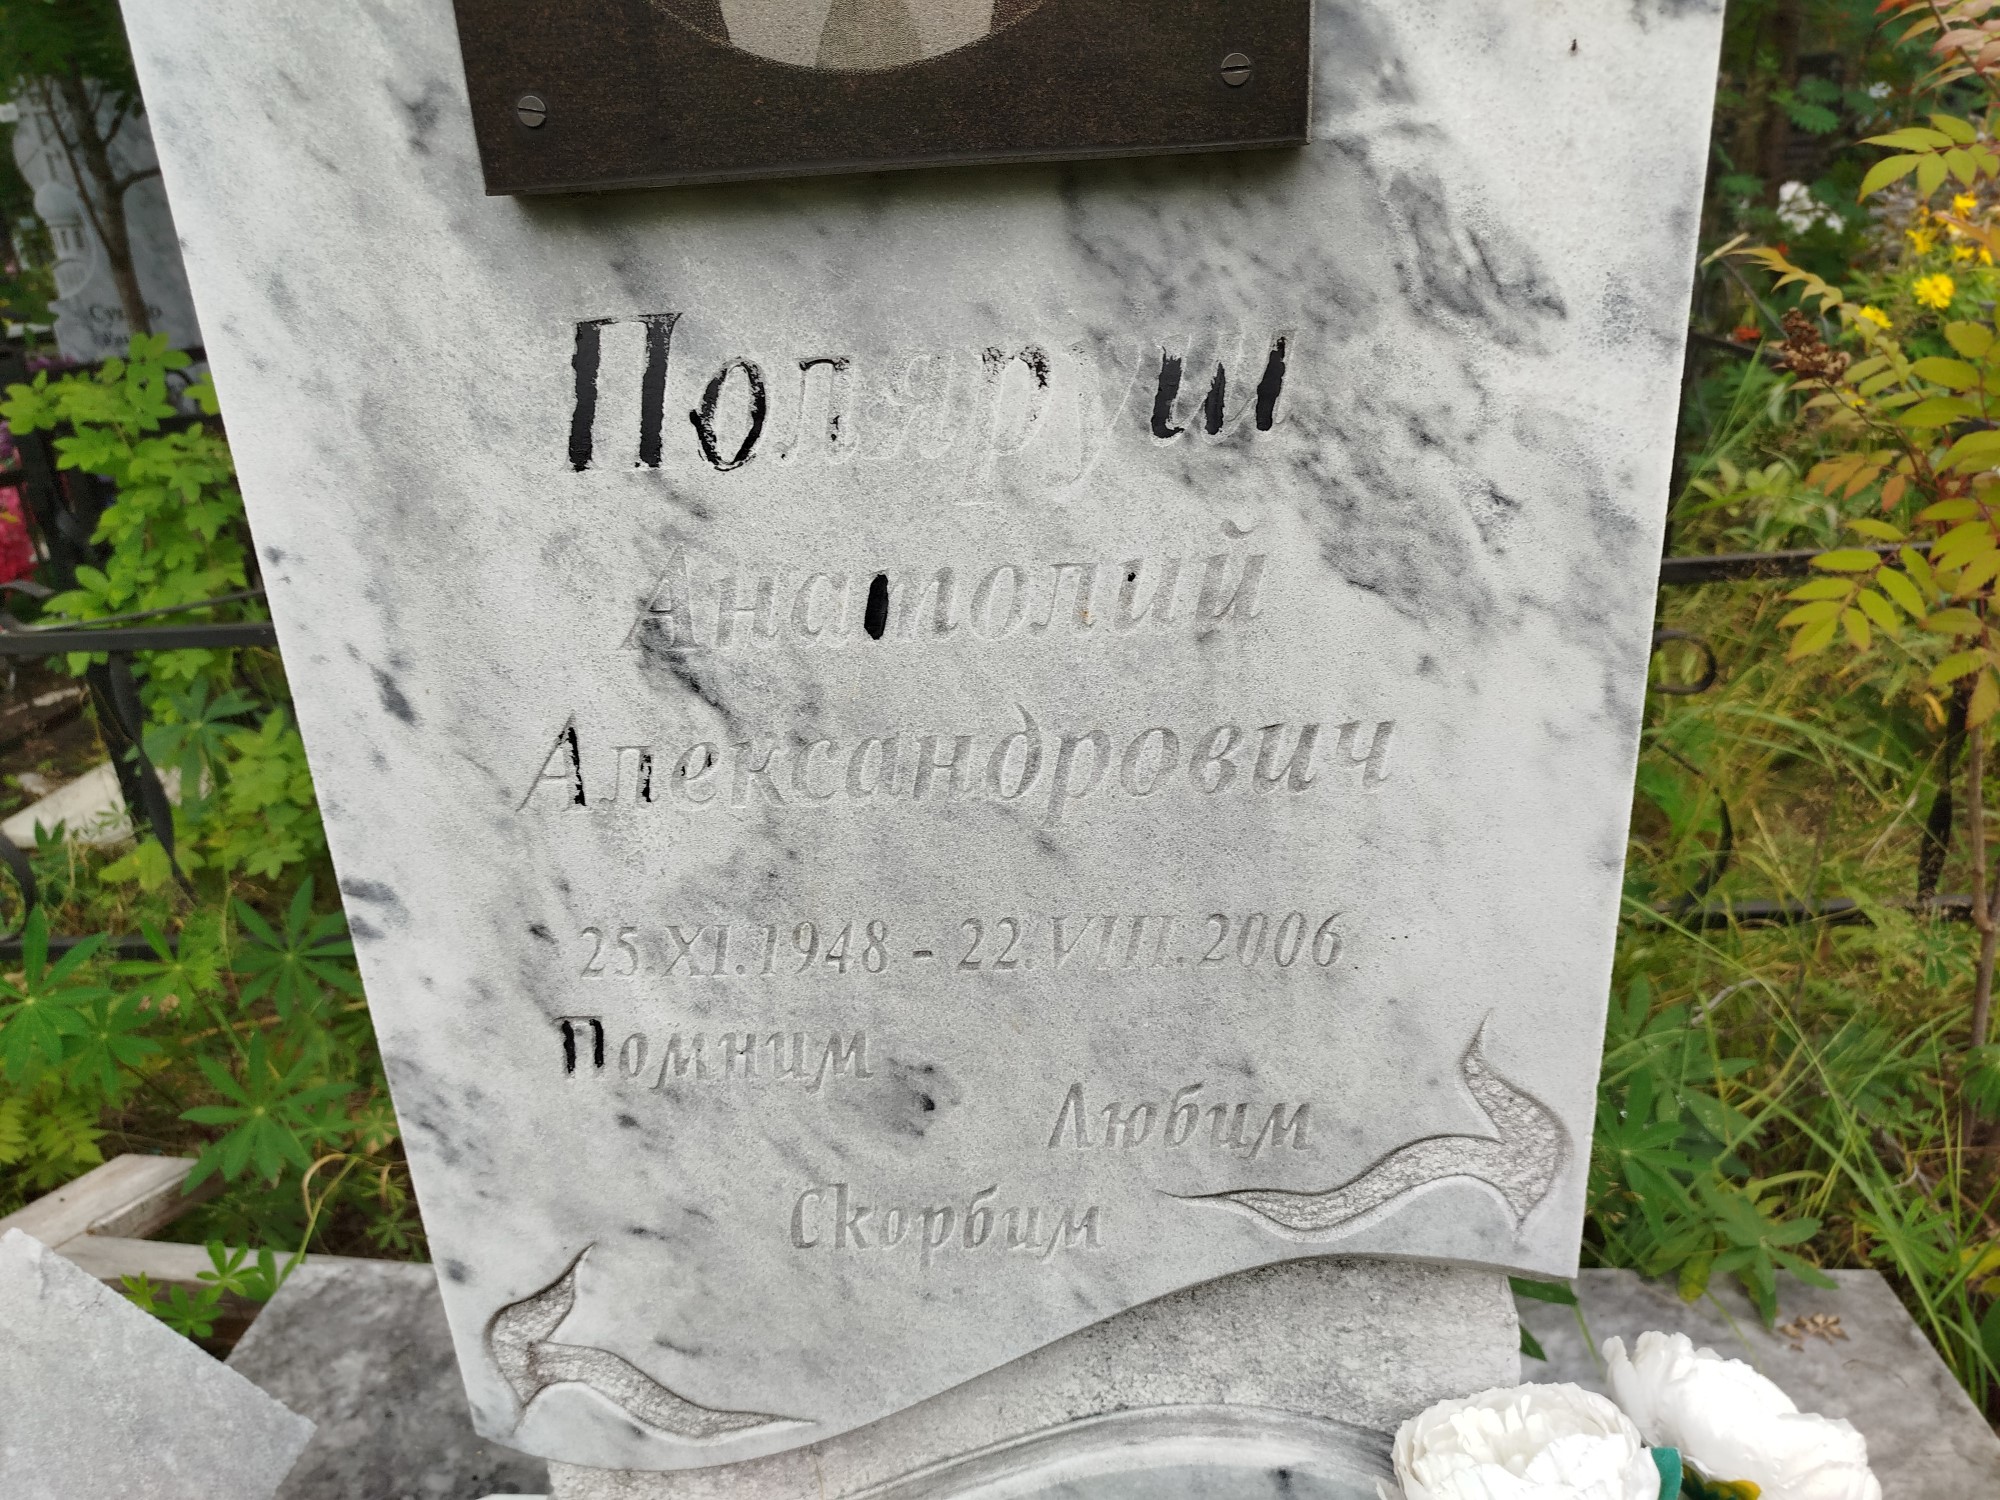 Поляруш
Анатолий
Александрович
25.XI.1948 - 22.VIII.2006
Помним
Любим
Скорбим